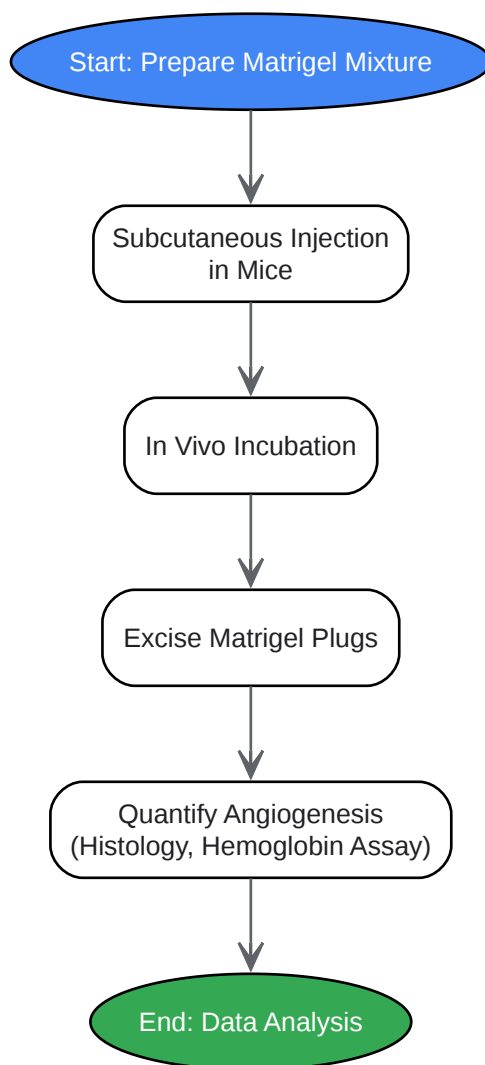 Start: Prepare Matrigel Mixture
Subcutaneous Injection
in Mice
In Vivo Incubation
Excise Matrigel Plugs
Quantify Angiogenesis
(Histology, Hemoglobin Assay)
End: Data Analysis